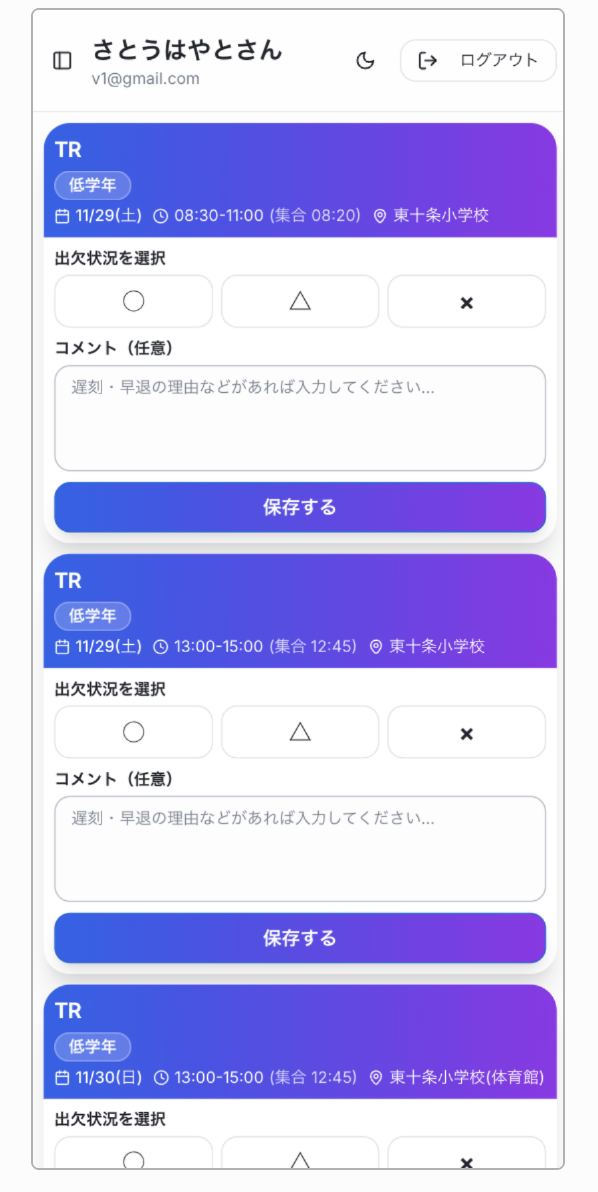 さとうはやとさん
v1@gmail.com
ログアウト
TR
低学年
11/29(土) 08:30-11:00 (集合 08:20) 東十条小学校
出欠状況を選択
○ △ ×
コメント（任意）
遅刻・早退の理由などがあれば入力してください...
保存する
TR
低学年
11/29(土) 13:00-15:00 (集合 12:45) 東十条小学校
出欠状況を選択
○ △ ×
コメント（任意）
遅刻・早退の理由などがあれば入力してください...
保存する
TR
低学年
11/30(日) 13:00-15:00 (集合 12:45) 東十条小学校(体育館)
出欠状況を選択
○ △ ×